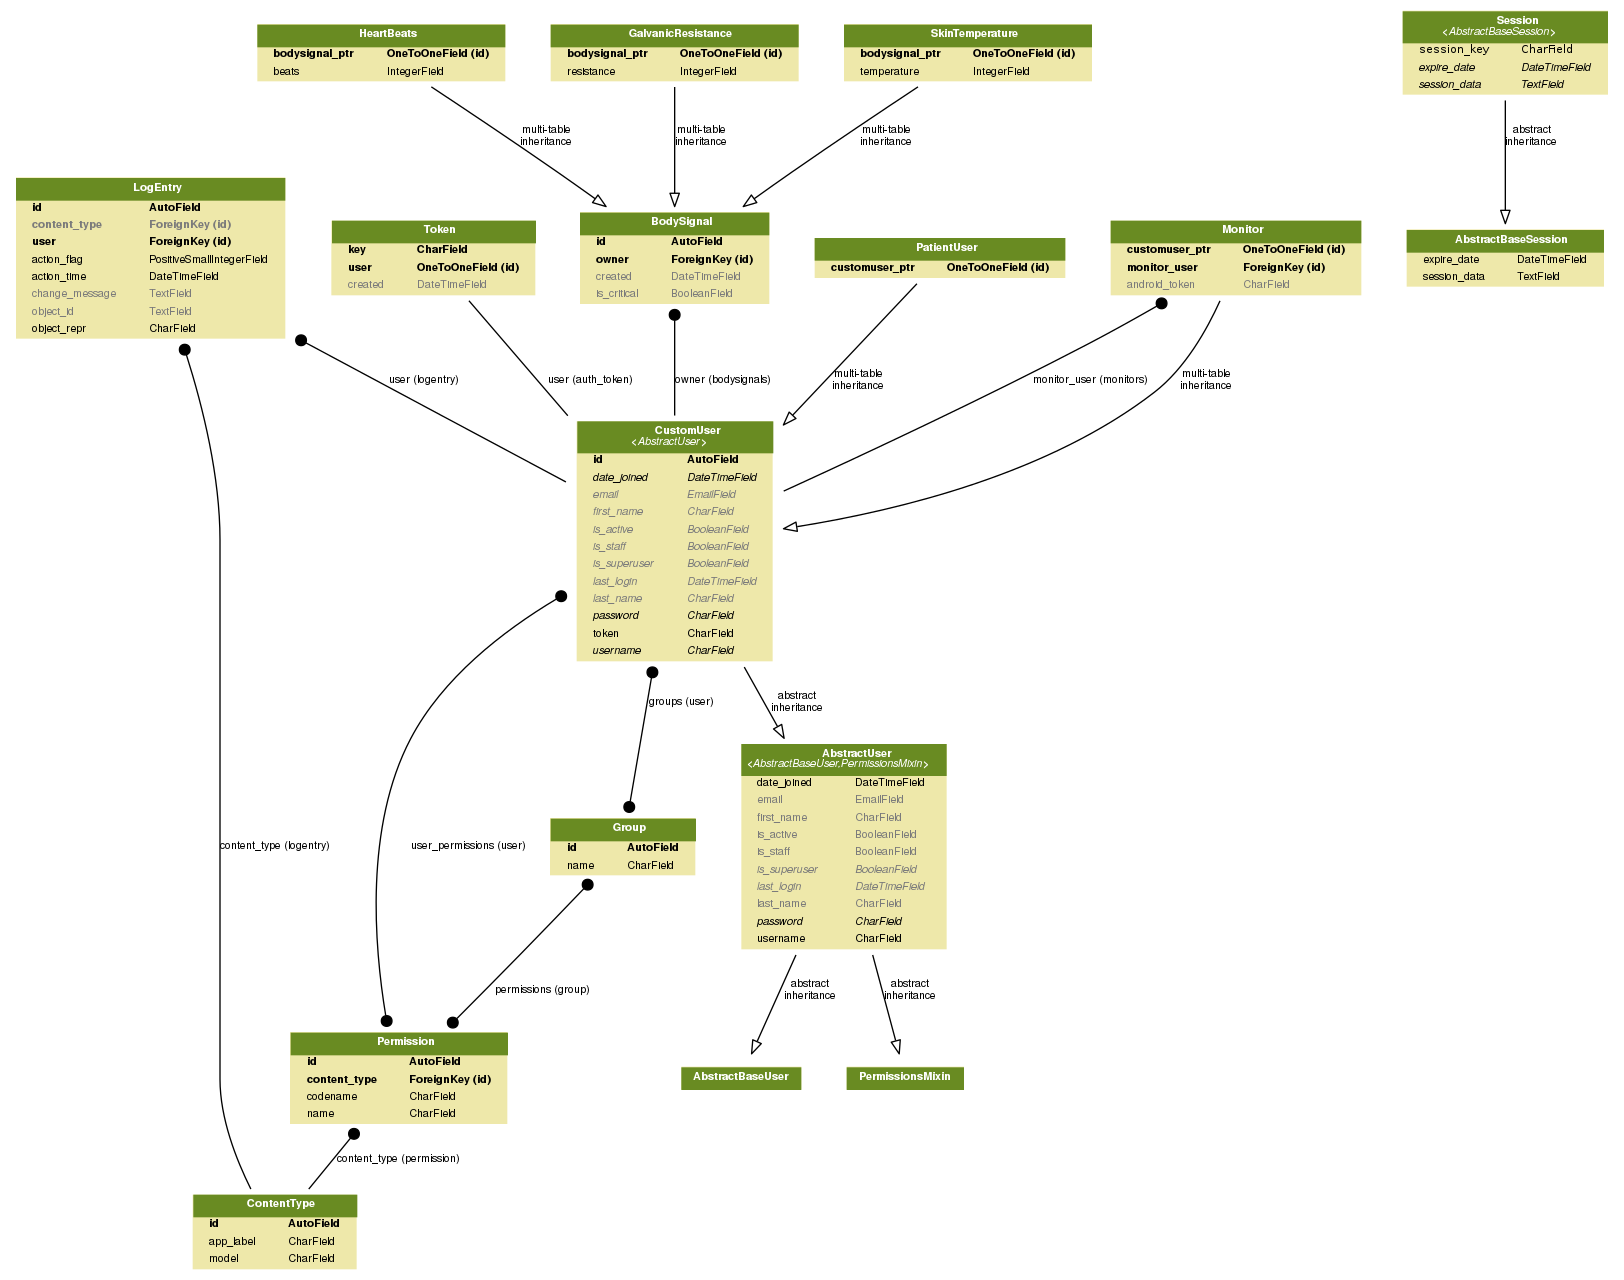 HeartBeats
bodysignal_ptr OneToOneField (id)
beats IntegerField
GalvanicResistance
bodysignal_ptr OneToOneField (id)
resistance IntegerField
SkinTemperature
bodysignal_ptr OneToOneField (id)
temperature IntegerField
Session
<AbstractBaseSession>
session_key CharField
expire_date DateTimeField
session_data TextField
multi-table
inheritance
multi-table
inheritance
multi-table
inheritance
abstract
inheritance
LogEntry
id AutoField
content_type ForeignKey (id)
user ForeignKey (id)
action_flag PositiveSmallIntegerField
action_time DateTimeField
change_message TextField
object_id TextField
object_repr CharField
Token
key CharField
user OneToOneField (id)
created DateTimeField
BodySignal
id AutoField
owner ForeignKey (id)
created DateTimeField
is_critical BooleanField
PatientUser
customuser_ptr OneToOneField (id)
Monitor
customuser_ptr OneToOneField (id)
monitor_user ForeignKey (id)
android_token CharField
AbstractBaseSession
expire_date DateTimeField
session_data TextField
user (logentry)
user (auth_token)
owner (bodysignals)
multi-table
inheritance
monitor_user (monitors)
multi-table
inheritance
CustomUser
<AbstractUser>
id AutoField
date_joined DateTimeField
email EmailField
first_name CharField
is_active BooleanField
is_staff BooleanField
is_superuser BooleanField
last_login DateTimeField
last_name CharField
password CharField
token CharField
username CharField
groups (user)
abstract
inheritance
AbstractUser
<AbstractBaseUser,PermissionsMixin>
date_joined DateTimeField
email EmailField
first_name CharField
is_active BooleanField
is_staff BooleanField
is_superuser BooleanField
last_login DateTimeField
last_name CharField
password CharField
username CharField
content_type (logentry)
user_permissions (user)
Group
id AutoField
name CharField
permissions (group)
abstract
inheritance
abstract
inheritance
Permission
id AutoField
content_type ForeignKey (id)
codename CharField
name CharField
AbstractBaseUser
PermissionsMixin
content_type (permission)
ContentType
id AutoField
app_label CharField
model CharField